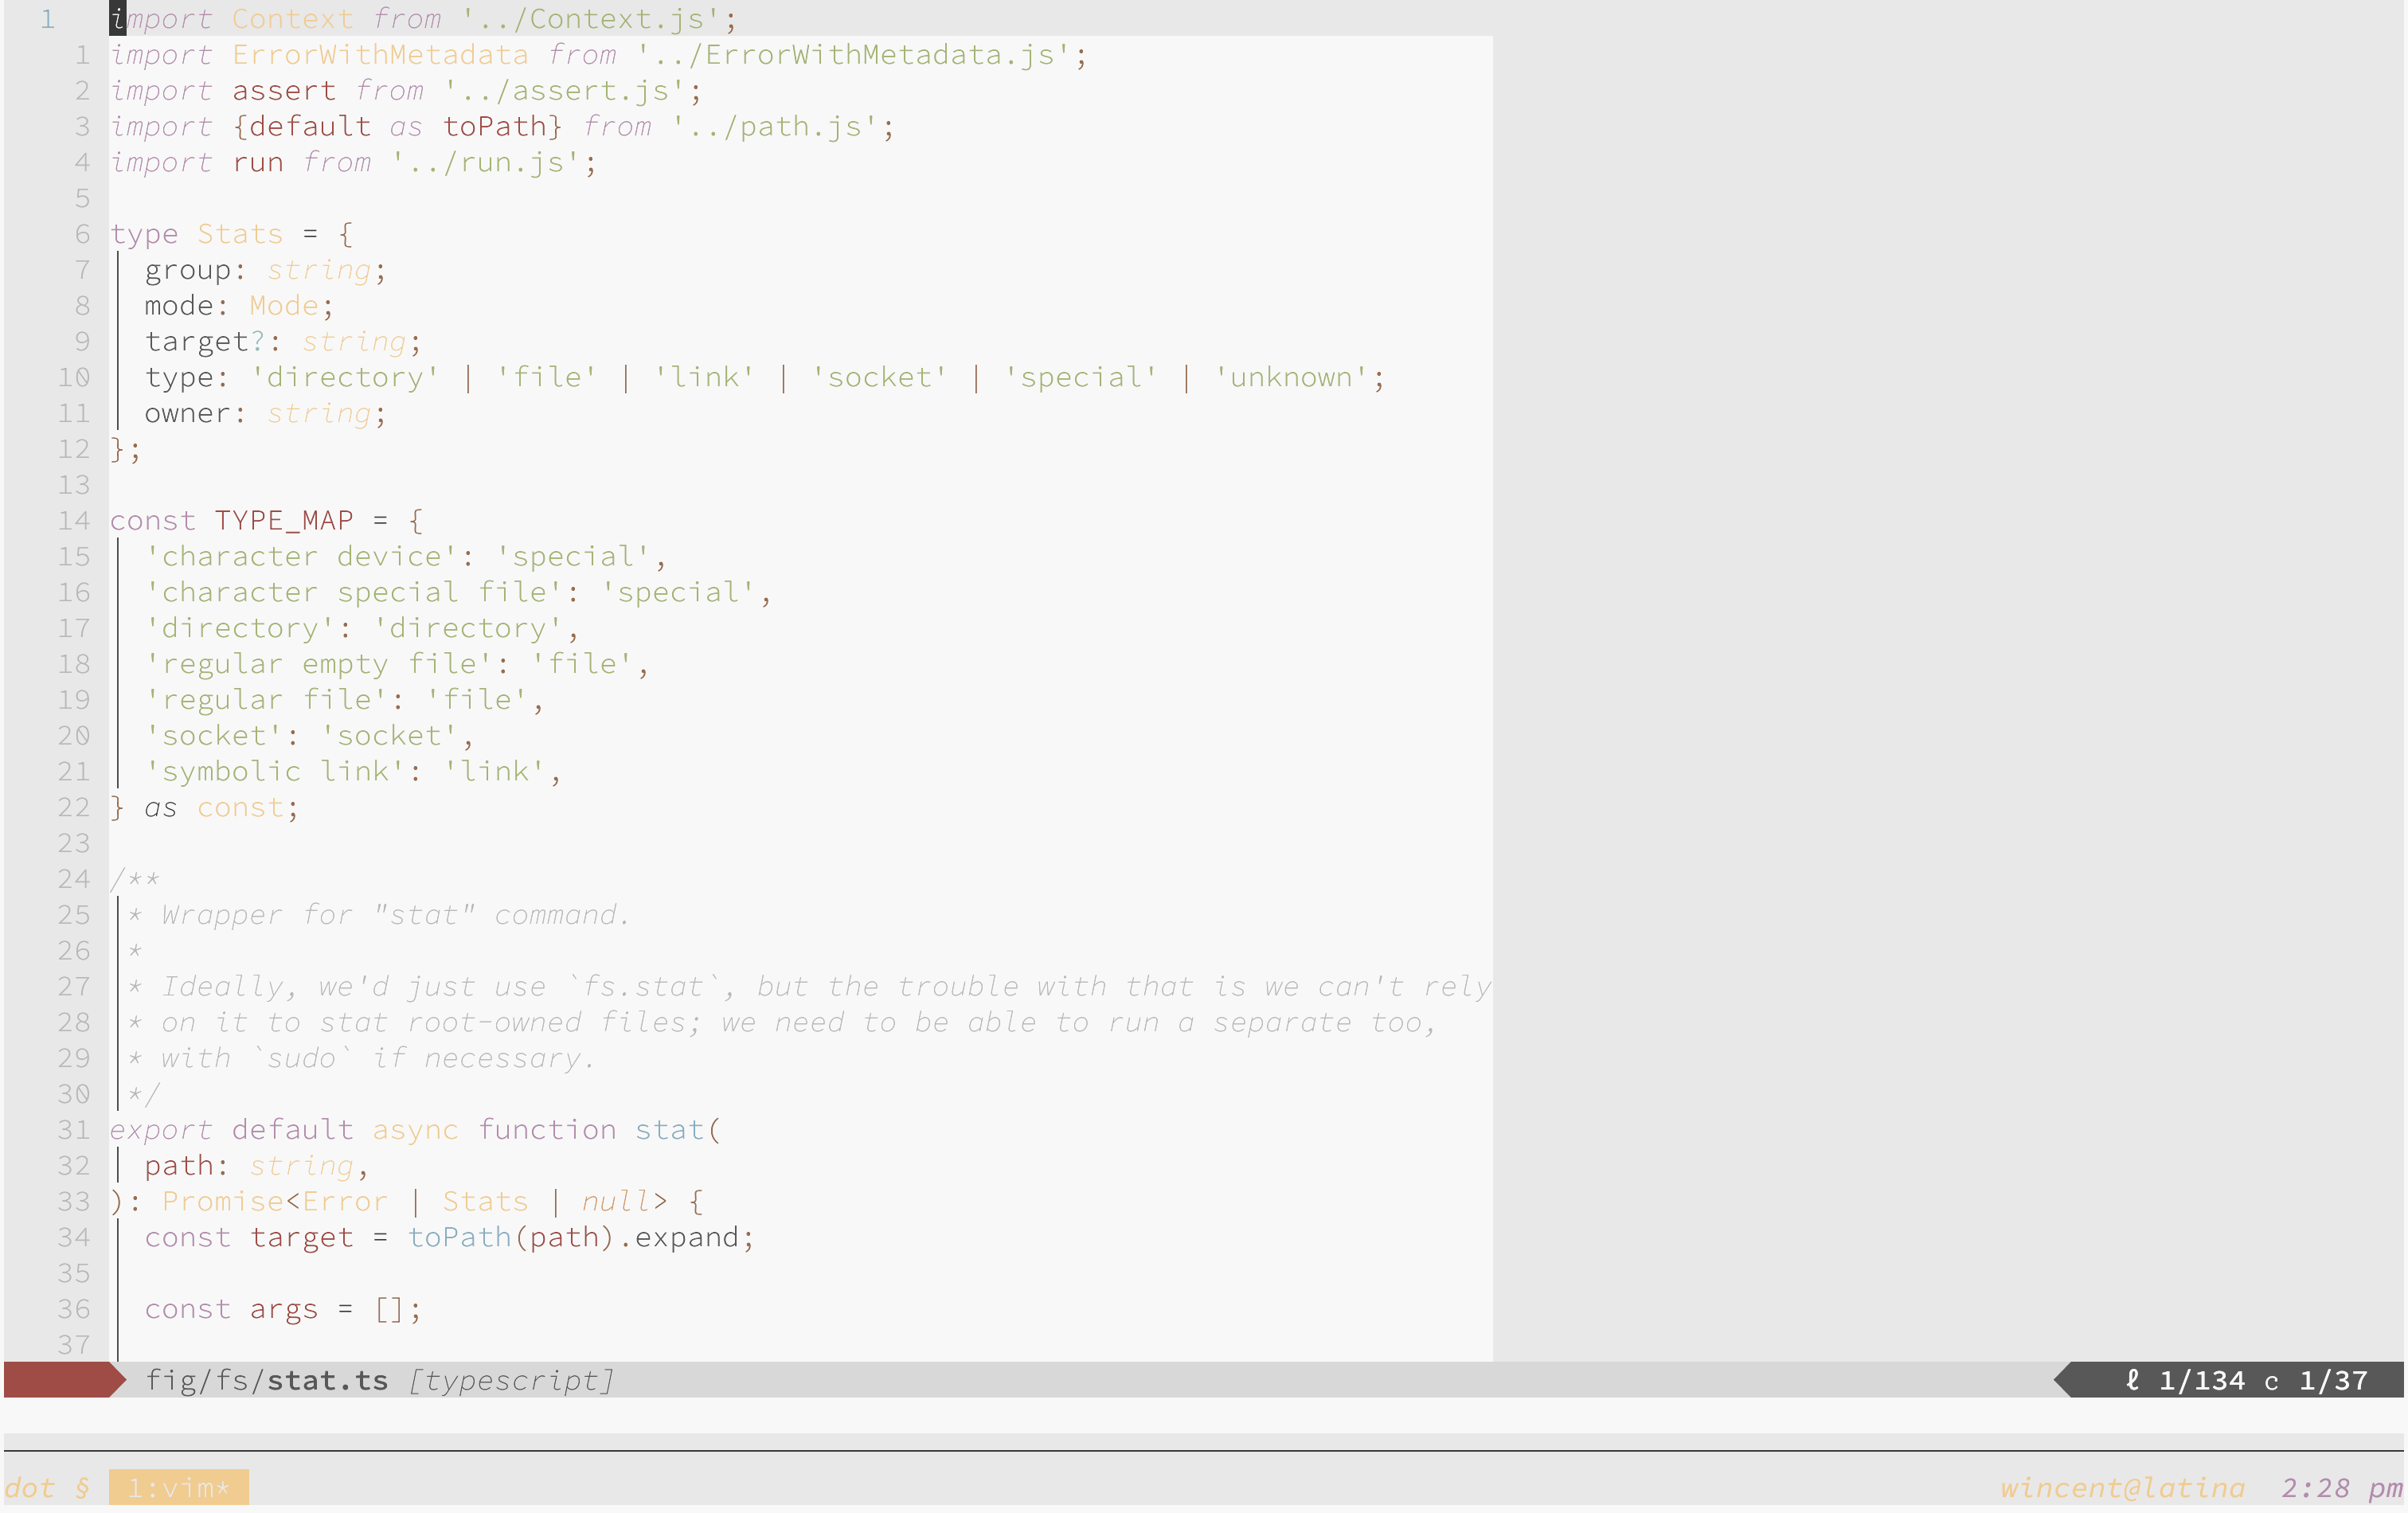 1 import Context from '../Context.js';
1 import ErrorWithMetadata from '../ErrorWithMetadata.js';
2 import assert from '../assert.js';
3 import {default as toPath} from '../path.js';
4 import run from '../run.js';
5
6 type Stats = {
7   group: string;
8   mode: Mode;
9   target?: string;
10   type: 'directory' | 'file' | 'link' | 'socket' | 'special' | 'unknown';
11   owner: string;
12 };
13
14 const TYPE_MAP = {
15   'character device': 'special',
16   'character special file': 'special',
17   'directory': 'directory',
18   'regular empty file': 'file',
19   'regular file': 'file',
20   'socket': 'socket',
21   'symbolic link': 'link',
22 } as const;
23
24 /**
25  * Wrapper for "stat" command.
26  *
27  * Ideally, we'd just use `fs.stat`, but the trouble with that is we can't rely
28  * on it to stat root-owned files; we need to be able to run a separate too,
29  * with `sudo` if necessary.
30  */
31 export default async function stat(
32   path: string,
33 ): Promise<Error | Stats | null> {
34   const target = toPath(path).expand;
35
36   const args = [];
37
fig/fs/stat.ts [typescript] ℓ 1/134 c 1/37
dot § 1:vim* wincent@latina 2:28 pm